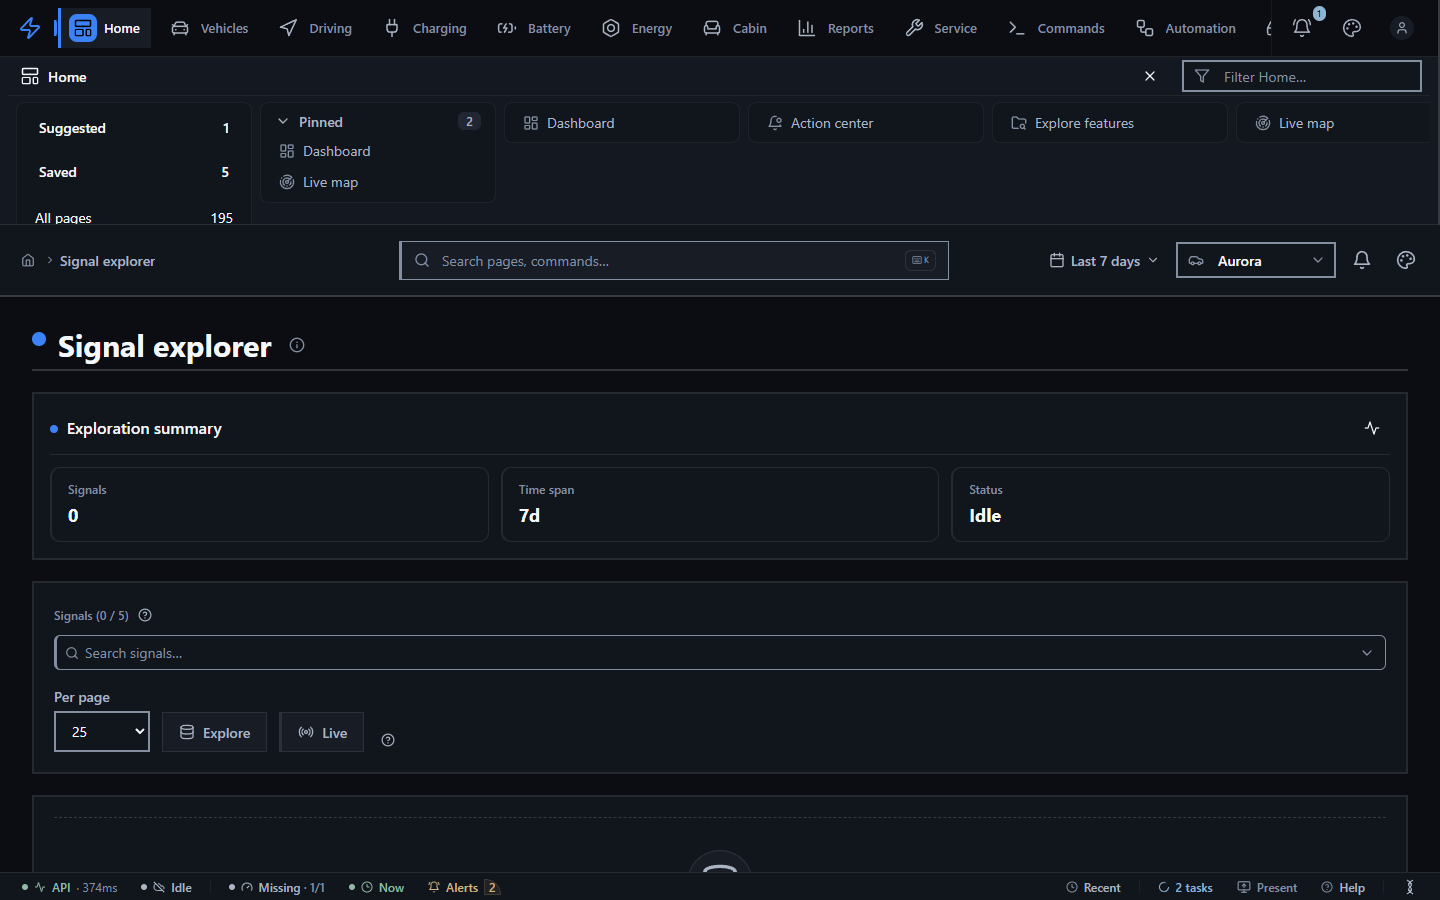 Home
Vehicles
Driving
Charging
Battery
Energy
Cabin
Reports
Service
Commands
Automation
1
Home
Filter Home...
Suggested 1
Saved 5
All pages 195
Pinned 2
Dashboard
Live map
Dashboard
Action center
Explore features
Live map
Signal explorer
Search pages, commands...
K
Last 7 days
Aurora
Signal explorer
Exploration summary
Signals
0
Time span
7d
Status
Idle
Signals (0 / 5)
Search signals...
Per page
25
Explore
Live
API · 374ms
Idle
Missing · 1/1
Now
Alerts 2
Recent
2 tasks
Present
Help